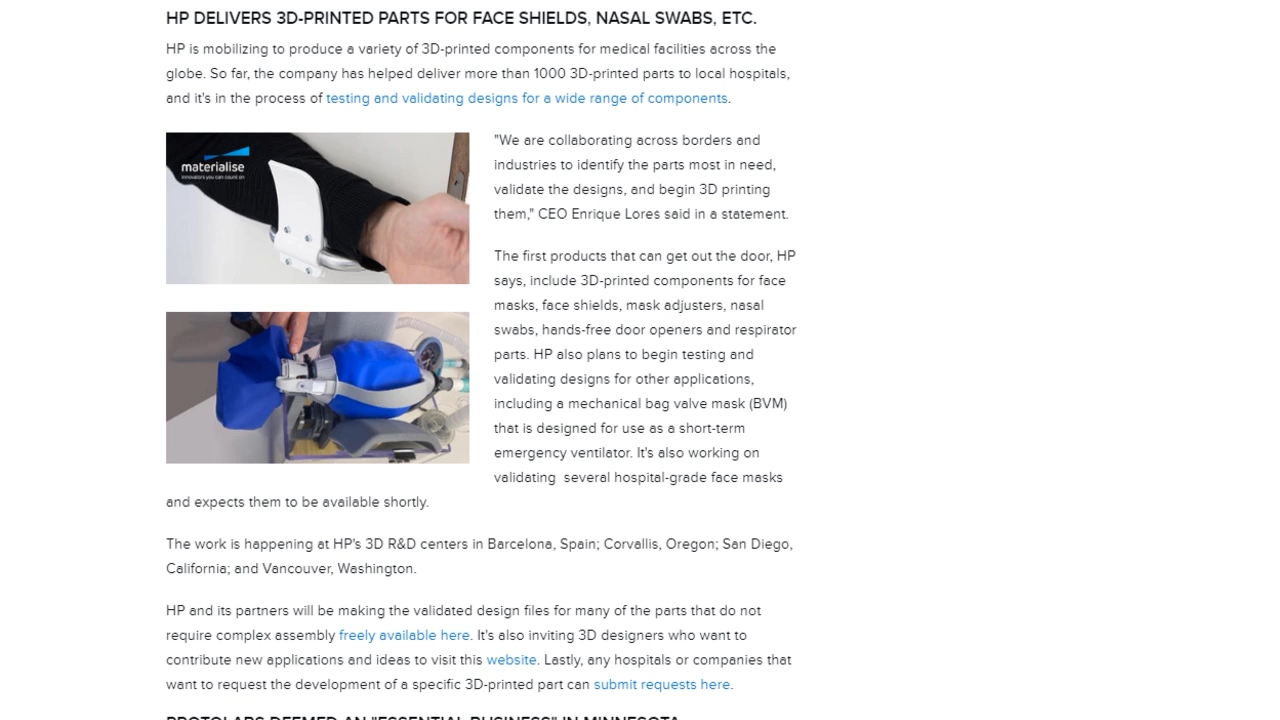 HP DELIVERS 3D-PRINTED PARTS FOR FACE SHIELDS, NASAL SWABS, ETC.
HP is mobilizing to produce a variety of 3D-printed components for medical facilities across the
globe. So far, the company has helped deliver more than 1000 3D-printed parts to local hospitals,
and it's in the process of testing and validating designs for a wide range of components.
materialise
innovators you can count on
"We are collaborating across borders and
industries to identify the parts most in need,
validate the designs, and begin 3D printing
them," CEO Enrique Lores said in a statement.
The first products that can get out the door, HP
says, include 3D-printed components for face
masks, face shields, mask adjusters, nasal
swabs, hands-free door openers and respirator
parts. HP also plans to begin testing and
validating designs for other applications,
including a mechanical bag valve mask (BVM)
that is designed for use as a short-term
emergency ventilator. It's also working on
validating  several hospital-grade face masks
and expects them to be available shortly.
The work is happening at HP's 3D R&D centers in Barcelona, Spain; Corvallis, Oregon; San Diego,
California; and Vancouver, Washington.
HP and its partners will be making the validated design files for many of the parts that do not
require complex assembly freely available here. It's also inviting 3D designers who want to
contribute new applications and ideas to visit this website. Lastly, any hospitals or companies that
want to request the development of a specific 3D-printed part can submit requests here.
PROTOLABS DEEMED AN "ESSENTIAL BUSINESS" IN MINNESOTA